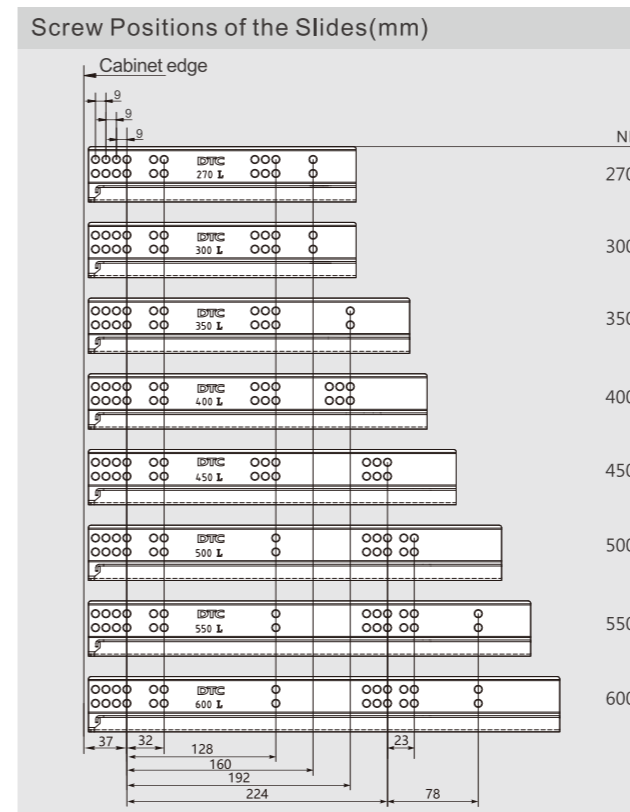 Screw Positions of the Slides(mm)
Cabinet edge
9
9
9
DTC
270 L
270
DTC
300 L
300
DTC
350 L
350
DTC
400 L
400
DTC
450 L
450
DTC
500 L
500
DTC
550 L
550
DTC
600 L
600
37
32
128
23
160
192
224
78